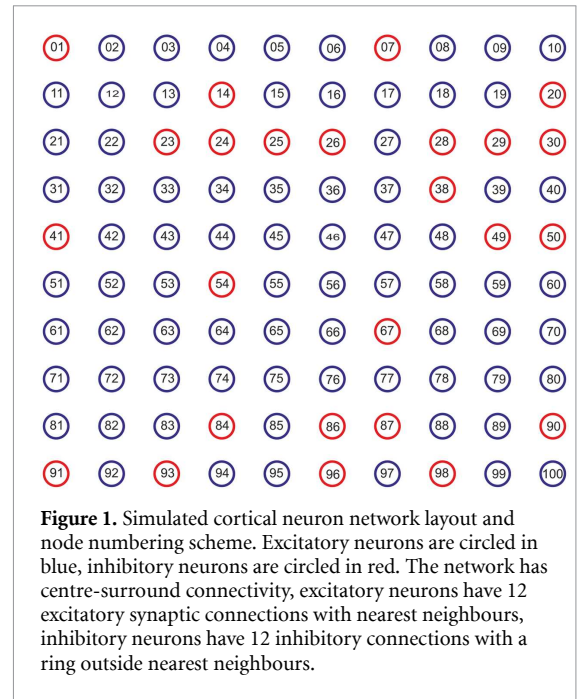 01 02 03 04 05 06 07 08 09 10
11 12 13 14 15 16 17 18 19 20
21 22 23 24 25 26 27 28 29 30
31 32 33 34 35 36 37 38 39 40
41 42 43 44 45 46 47 48 49 50
51 52 53 54 55 56 57 58 59 60
61 62 63 64 65 66 67 68 69 70
71 72 73 74 75 76 77 78 79 80
81 82 83 84 85 86 87 88 89 90
91 92 93 94 95 96 97 98 99 100
Figure 1. Simulated cortical neuron network layout and
node numbering scheme. Excitatory neurons are circled in
blue, inhibitory neurons are circled in red. The network has
centre-surround connectivity, excitatory neurons have 12
excitatory synaptic connections with nearest neighbours,
inhibitory neurons have 12 inhibitory connections with a
ring outside nearest neighbours.